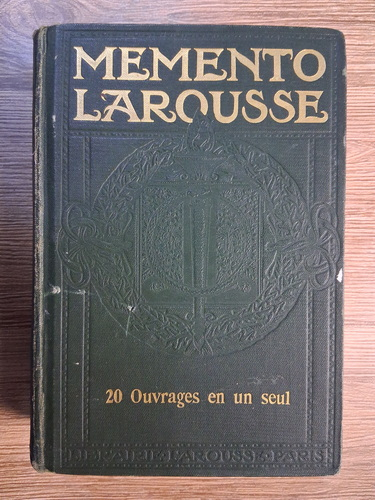 MEMENTO
LAROUSSE
20 Ouvrages en un seul
LIBRAIRIE LAROUSSE PARIS